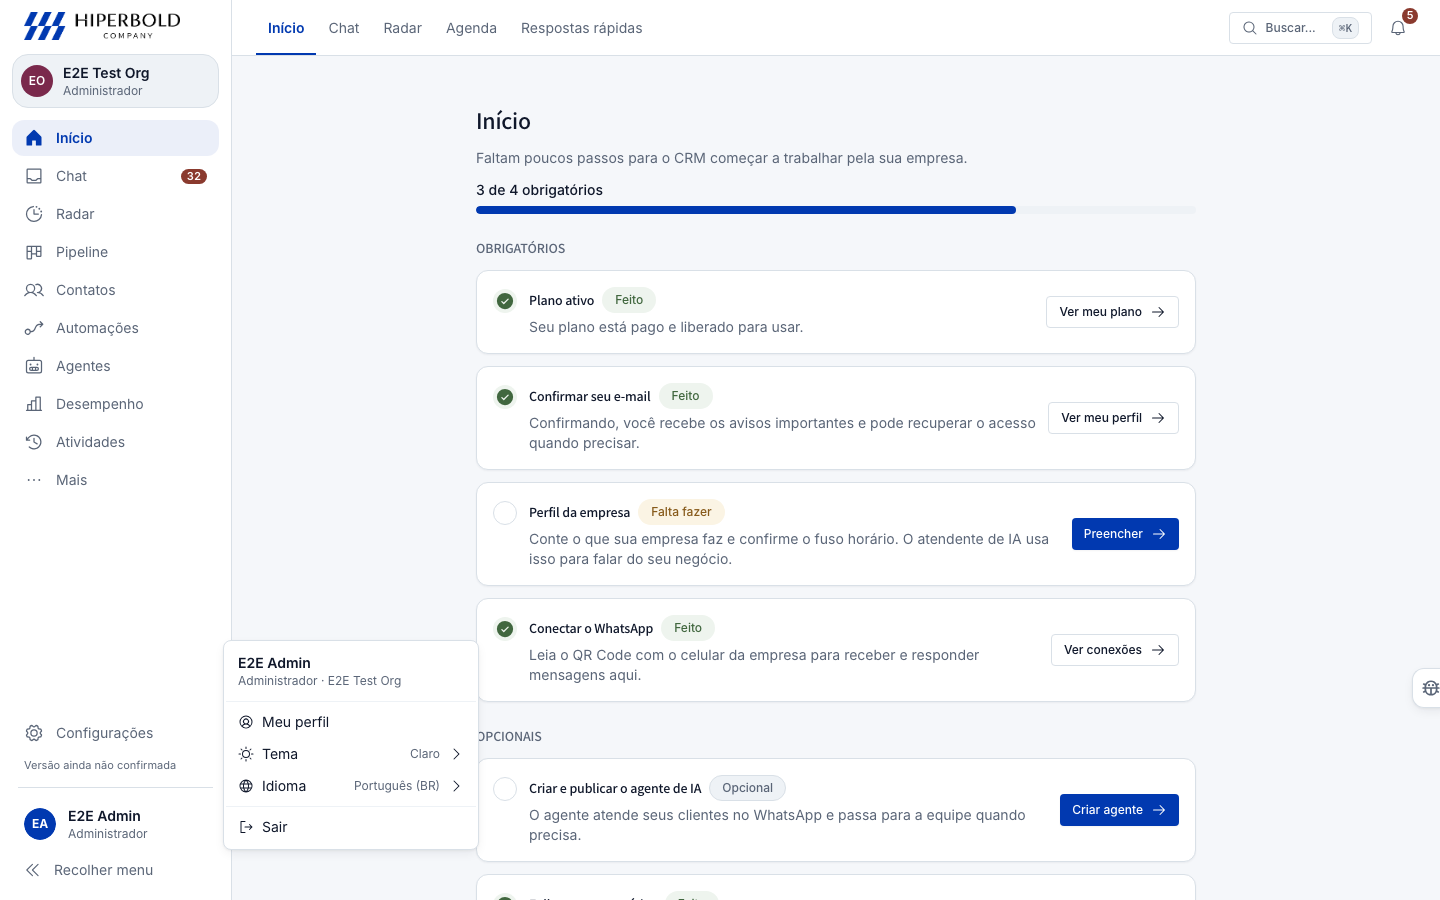 HIPERBOLD
COMPANY
EO
E2E Test Org
Administrador
Início
Chat
32
Radar
Pipeline
Contatos
Automações
Agentes
Desempenho
Atividades
Mais
Configurações
Versão ainda não confirmada
EA
E2E Admin
Administrador
Recolher menu
Início
Chat
Radar
Agenda
Respostas rápidas
Buscar...
⌘K
5
Início
Faltam poucos passos para o CRM começar a trabalhar pela sua empresa.
3 de 4 obrigatórios
OBRIGATÓRIOS
Plano ativo
Feito
Seu plano está pago e liberado para usar.
Ver meu plano
Confirmar seu e-mail
Feito
Confirmando, você recebe os avisos importantes e pode recuperar o acesso
quando precisar.
Ver meu perfil
Perfil da empresa
Falta fazer
Conte o que sua empresa faz e confirme o fuso horário. O atendente de IA usa
isso para falar do seu negócio.
Preencher
Conectar o WhatsApp
Feito
Leia o QR Code com o celular da empresa para receber e responder
mensagens aqui.
Ver conexões
OPCIONAIS
Criar e publicar o agente de IA
Opcional
O agente atende seus clientes no WhatsApp e passa para a equipe quando
precisa.
Criar agente
E2E Admin
Administrador · E2E Test Org
Meu perfil
Tema
Claro
Idioma
Português (BR)
Sair